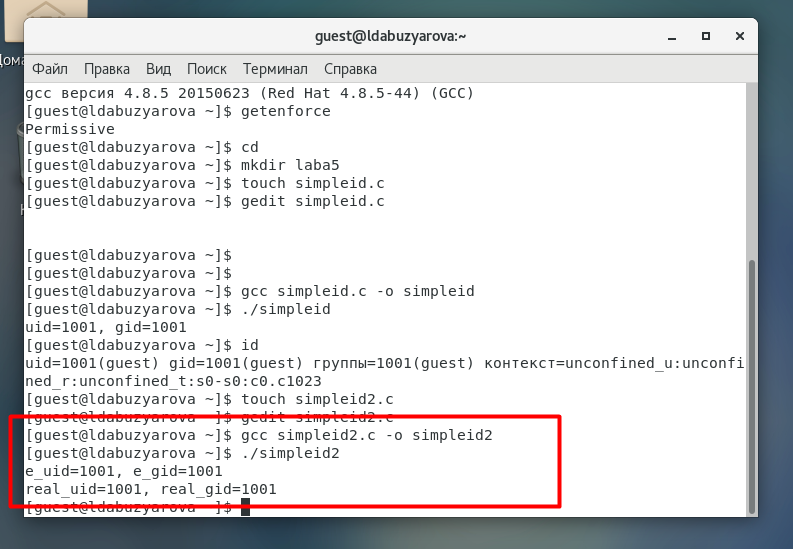 guest@ldabuzyarova:~
Файл Правка Вид Поиск Терминал Справка
gcc версия 4.8.5 20150623 (Red Hat 4.8.5-44) (GCC)
[guest@ldabuzyarova ~]$ getenforce
Permissive
[guest@ldabuzyarova ~]$ cd
[guest@ldabuzyarova ~]$ mkdir laba5
[guest@ldabuzyarova ~]$ touch simpleid.c
[guest@ldabuzyarova ~]$ gedit simpleid.c
[guest@ldabuzyarova ~]$
[guest@ldabuzyarova ~]$
[guest@ldabuzyarova ~]$ gcc simpleid.c -o simpleid
[guest@ldabuzyarova ~]$ ./simpleid
uid=1001, gid=1001
[guest@ldabuzyarova ~]$ id
uid=1001(guest) gid=1001(guest) группы=1001(guest) контекст=unconfined_u:unconfi
ned_r:unconfined_t:s0-s0:c0.c1023
[guest@ldabuzyarova ~]$ touch simpleid2.c
[guest@ldabuzyarova ~]$ gedit simpleid2.c
[guest@ldabuzyarova ~]$ gcc simpleid2.c -o simpleid2
[guest@ldabuzyarova ~]$ ./simpleid2
e_uid=1001, e_gid=1001
real_uid=1001, real_gid=1001
[guest@ldabuzyarova ~]$